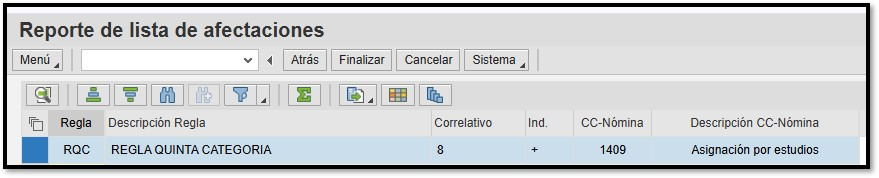 Reporte de lista de afectaciones
Menú Atrás Finalizar Cancelar Sistema
Regla Descripción Regla Correlativo Ind. CC-Nómina Descripción CC-Nómina
RQC REGLA QUINTA CATEGORIA 8 + 1409 Asignación por estudios